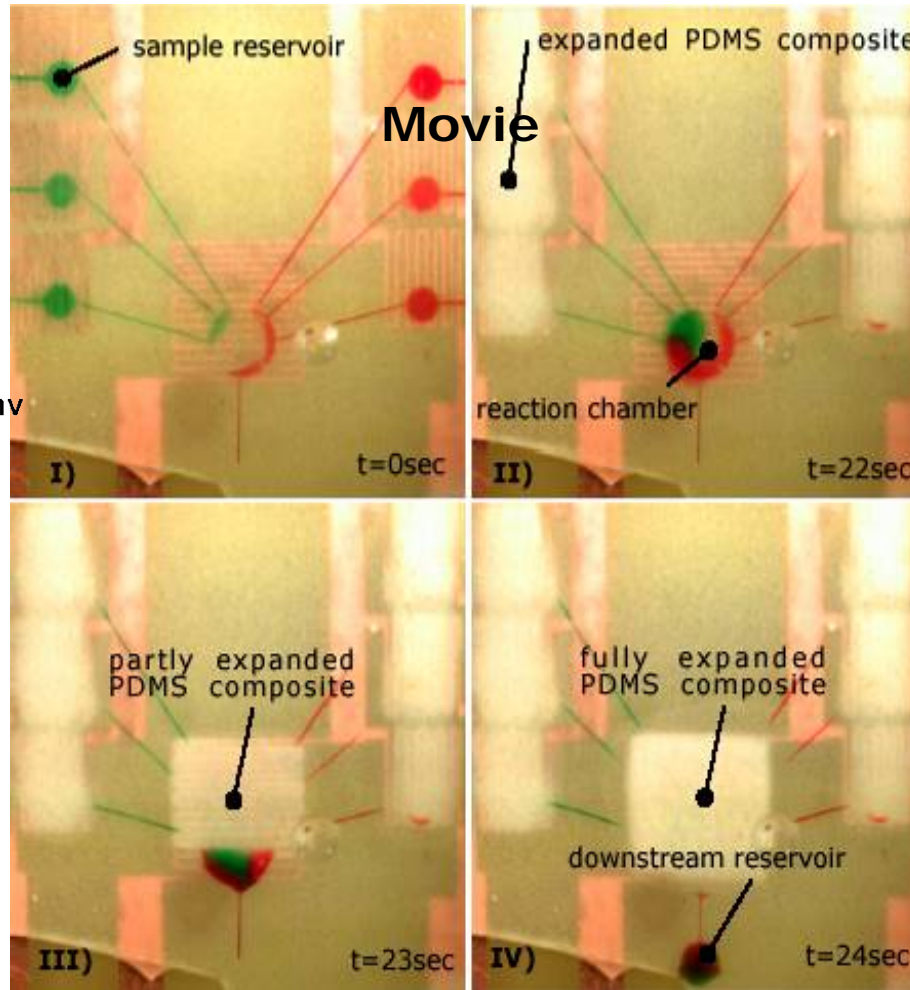 sample reservoir
expanded PDMS composite
Movie
nv
reaction chamber
I)
t=0sec
II)
t=22sec
partly expanded
PDMS composite
fully expanded
PDMS composite
downstream reservoir
III)
t=23sec
IV)
t=24sec